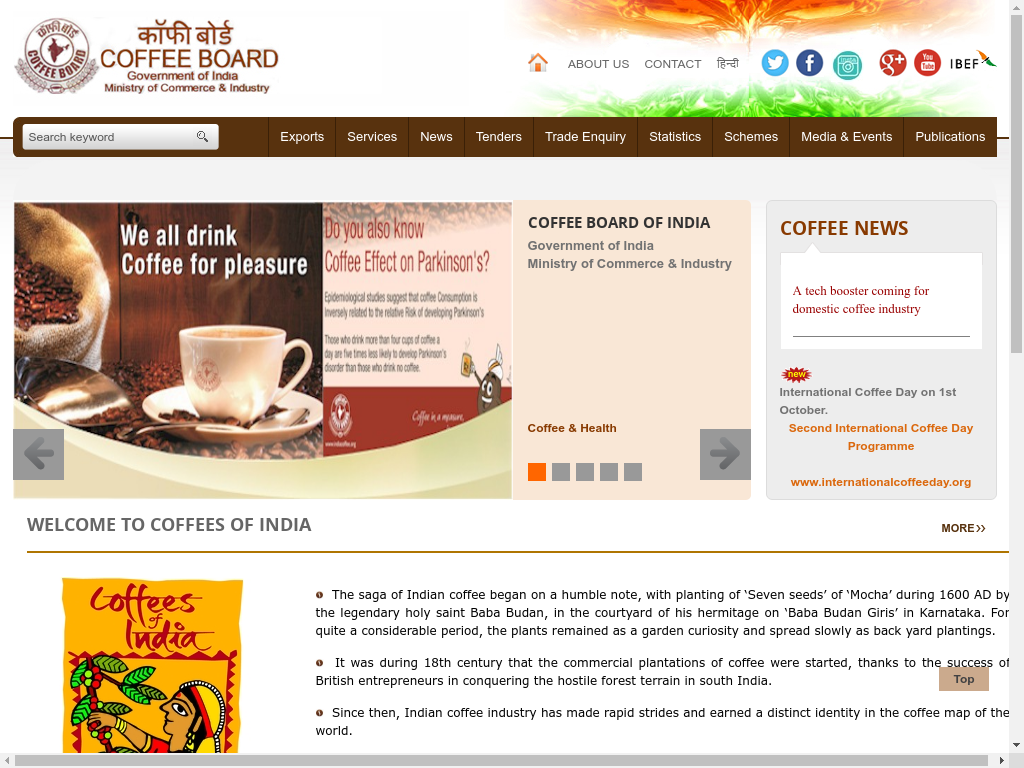 कॉफी बोर्ड
COFFEE BOARD
Government of India
Ministry of Commerce & Industry
COFFEE BOARD
ABOUT US
CONTACT
हिन्दी
You
Tube
IBEF
Search keyword
Exports
Services
News
Tenders
Trade Enquiry
Statistics
Schemes
Media & Events
Publications
We all drink
Coffee for pleasure
Do you also know
Coffee Effect on Parkinson's?
Epidemiological studies suggest that coffee Consumption is
Inversely related to the relative Risk of developing Parkinson's
Those who drink more than four cups of coffee a
day are five times less likely to develop Parkinson's
disorder than those who drink no coffee.
Coffee in a measure.
www.indiacoffee.org
COFFEE BOARD OF INDIA
Government of India
Ministry of Commerce & Industry
Coffee & Health
COFFEE NEWS
A tech booster coming for
domestic coffee industry
new
International Coffee Day on 1st
October.
Second International Coffee Day
Programme
www.internationalcoffeeday.org
WELCOME TO COFFEES OF INDIA
MORE
Coffees
of
India
The saga of Indian coffee began on a humble note, with planting of ‘Seven seeds’ of ‘Mocha’ during 1600 AD by
the legendary holy saint Baba Budan, in the courtyard of his hermitage on ‘Baba Budan Giris’ in Karnataka. For
quite a considerable period, the plants remained as a garden curiosity and spread slowly as back yard plantings.
It was during 18th century that the commercial plantations of coffee were started, thanks to the success of
British entrepreneurs in conquering the hostile forest terrain in south India.
Top
Since then, Indian coffee industry has made rapid strides and earned a distinct identity in the coffee map of the
world.